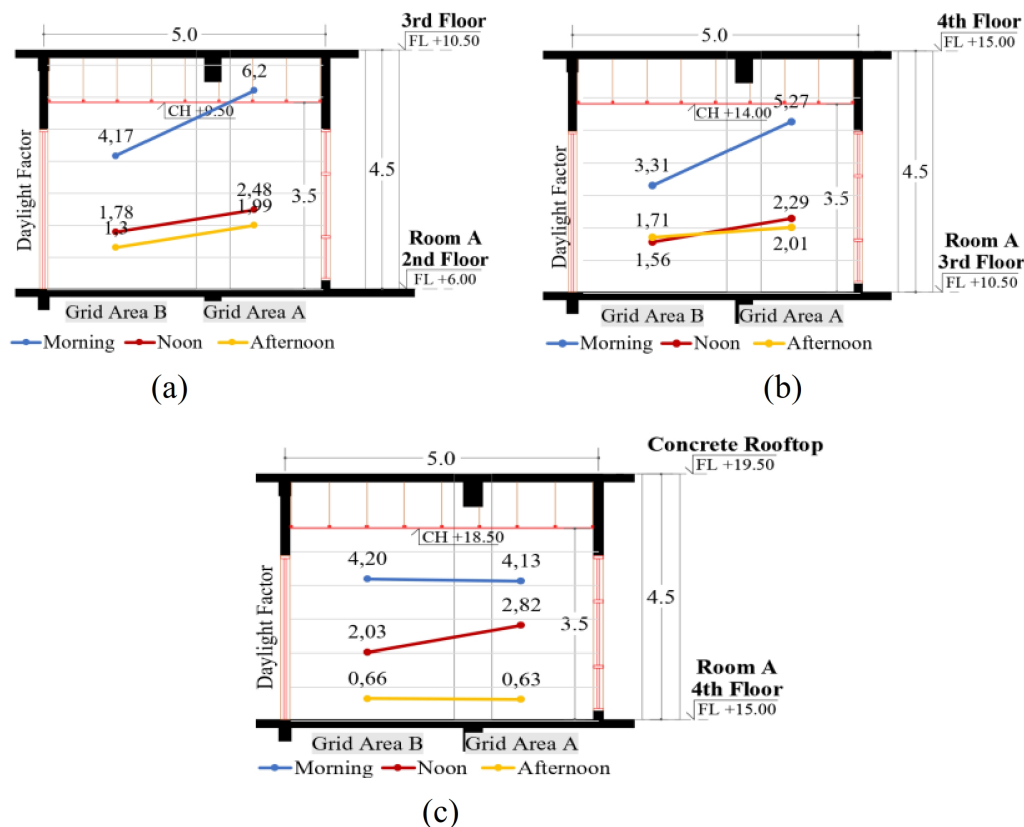 3rd Floor
FL +10.50
5.0
6,2
CH +9.50
4,17
Daylight Factor
3.5
4.5
2,48
1,99
1,78
1.3
Room A
2nd Floor
FL +6.00
Grid Area B
Grid Area A
Morning
Noon
Afternoon
(a)
4th Floor
FL +15.00
5.0
5,27
CH +14.00
3,31
Daylight Factor
3.5
4.5
2,29
1,71
2,01
1,56
Room A
3rd Floor
FL +10.50
Grid Area B
Grid Area A
Morning
Noon
Afternoon
(b)
Concrete Rooftop
FL +19.50
5.0
CH +18.50
4,20
4,13
Daylight Factor
2,82
3.5
4.5
2,03
0,66
0,63
Room A
4th Floor
FL +15.00
Grid Area B
Grid Area A
Morning
Noon
Afternoon
(c)